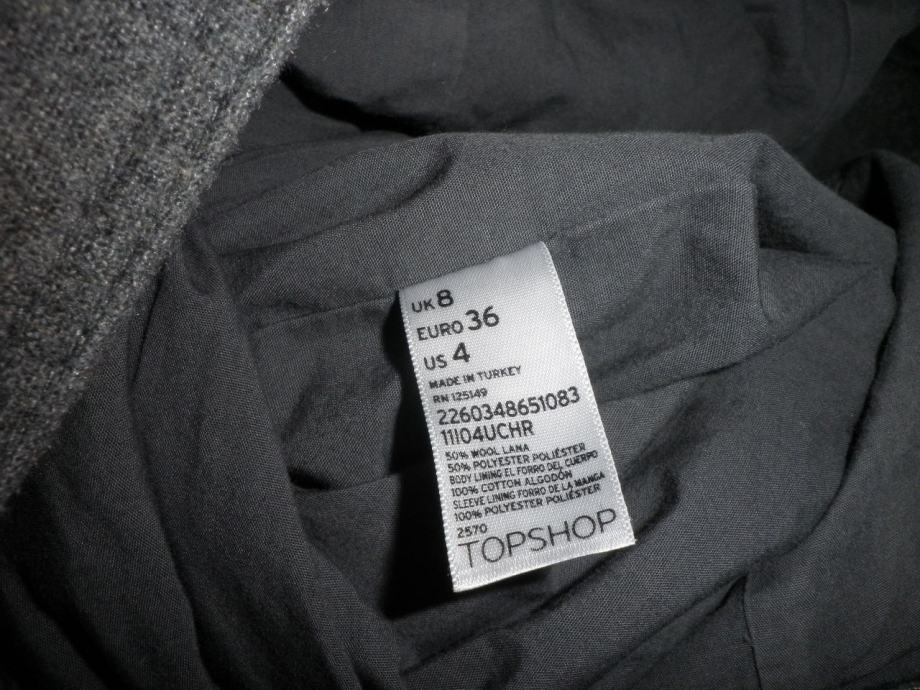 UK 8
EURO 36
US 4
MADE IN TURKEY
RN 125149
2260348651083
11I04UCHR
50% WOOL LANA
50% POLYESTER POLIÉSTER
BODY LINING EL FORRO DEL CUERPO
100% COTTON ALGODÓN
SLEEVE LINING FORRO DE LA MANGA
100% POLYESTER POLIÉSTER
2570
TOPSHOP